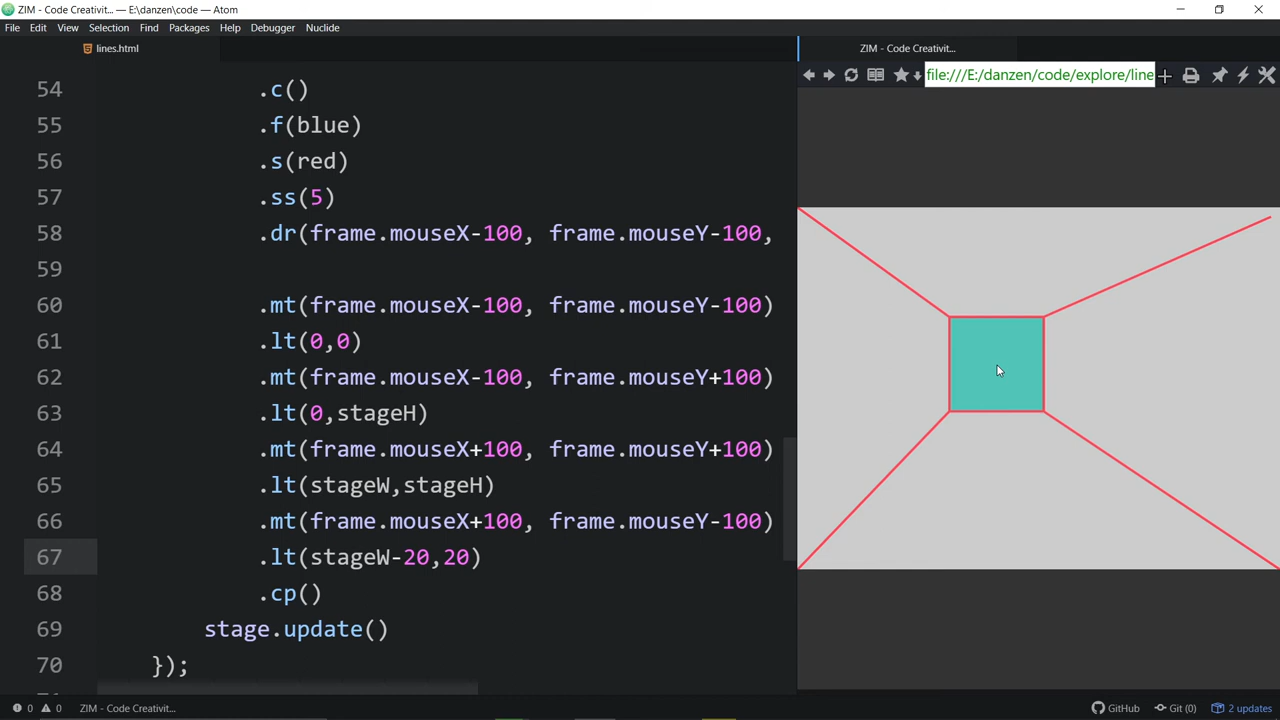 ZIM - Code Creativit... — E:\danzen\code — Atom
File Edit View Selection Find Packages Help Debugger Nuclide
lines.html
ZIM - Code Creativit...
file:///E:/danzen/code/explore/line
54 .c()
55 .f(blue)
56 .s(red)
57 .ss(5)
58 .dr(frame.mouseX-100, frame.mouseY-100,
59
60 .mt(frame.mouseX-100, frame.mouseY-100)
61 .lt(0,0)
62 .mt(frame.mouseX-100, frame.mouseY+100)
63 .lt(0,stageH)
64 .mt(frame.mouseX+100, frame.mouseY+100)
65 .lt(stageW,stageH)
66 .mt(frame.mouseX+100, frame.mouseY-100)
67 .lt(stageW-20,20)
68 .cp()
69 stage.update()
70 });
0 0 ZIM - Code Creativit... GitHub Git (0) 2 updates